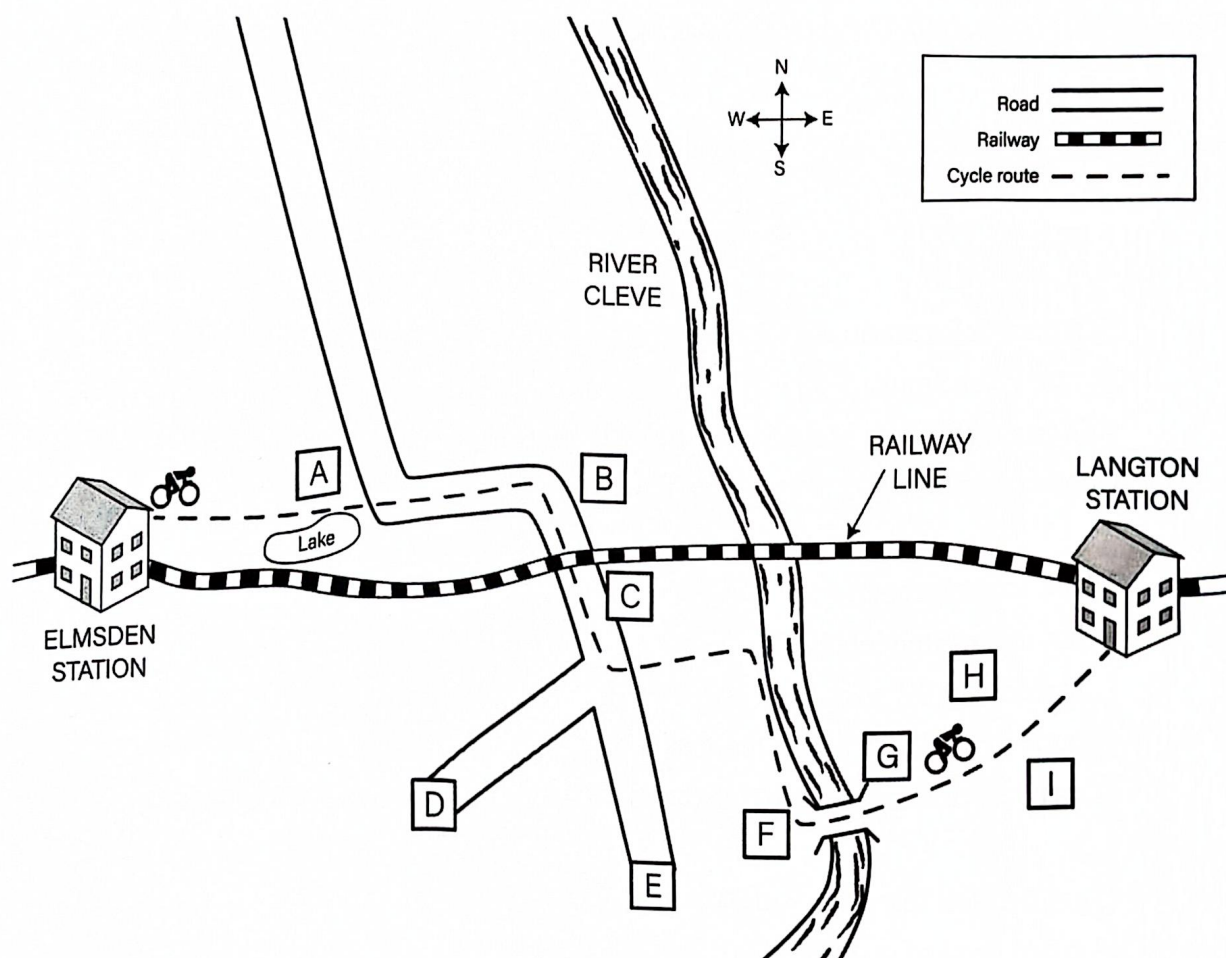 N
W E
S
Road
Railway
Cycle route
RIVER
CLEVE
RAILWAY
LINE
LANGTON
STATION
A
B
Lake
C
ELMSDEN
STATION
H
G
I
D
F
E